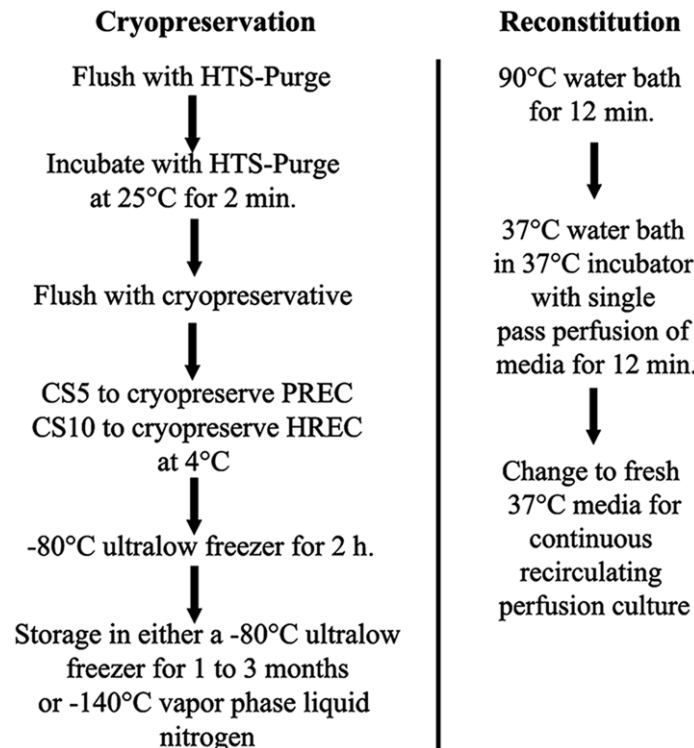 Cryopreservation
Flush with HTS-Purge
Incubate with HTS-Purge
at 25°C for 2 min.
Flush with cryopreservative
CS5 to cryopreserve PREC
CS10 to cryopreserve HREC
at 4°C
-80°C ultralow freezer for 2 h.
Storage in either a -80°C ultralow
freezer for 1 to 3 months
or -140°C vapor phase liquid
nitrogen
Reconstitution
90°C water bath
for 12 min.
37°C water bath
in 37°C incubator
with single
pass perfusion of
media for 12 min.
Change to fresh
37°C media for
continuous
recirculating
perfusion culture